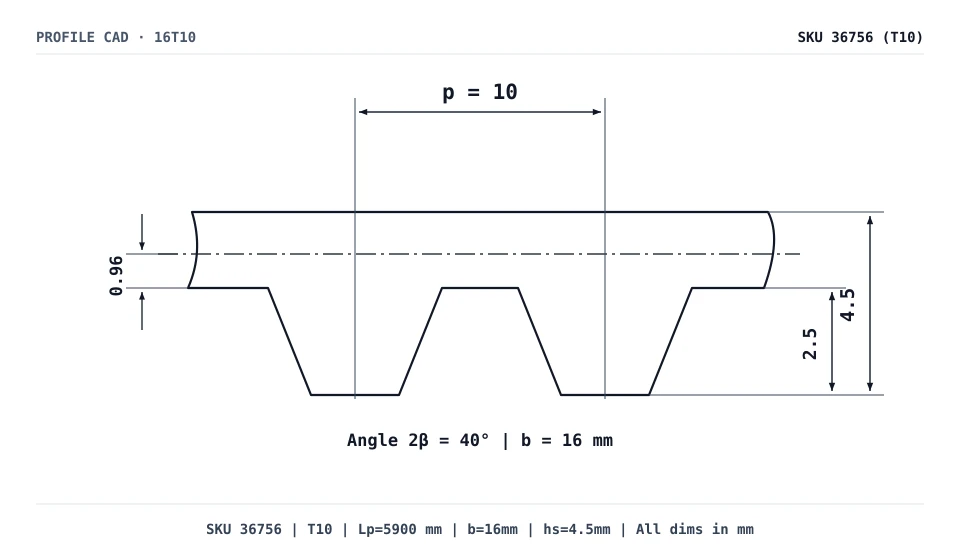 PROFILE CAD · 16T10
SKU 36756 (T10)
p = 10
0.96
4.5
2.5
Angle 2β = 40° | b = 16 mm
SKU 36756 | T10 | Lp=5900 mm | b=16mm | hs=4.5mm | All dims in mm